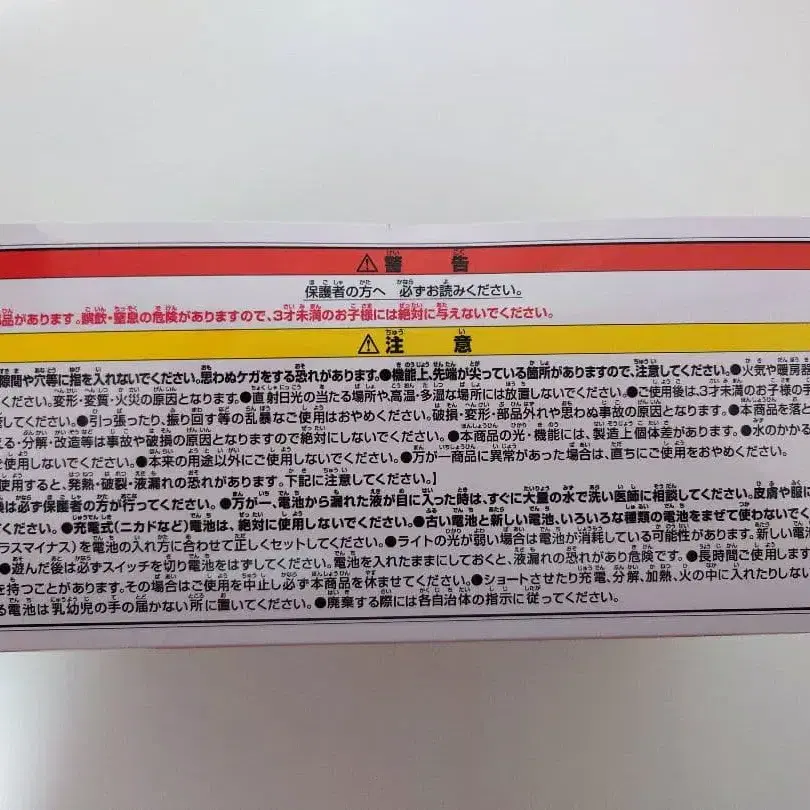 ⚠警告
保護者の方へ 必ずお読みください。
品があります。誤飲・窒息の危険がありますので、3才未満のお子様には絶対に与えないでください。
⚠注意
隙間や穴等に指を入れないでください。思わぬケガをする恐れがあります。●機能上、先端が尖っている箇所がありますので、注意してください。●火気や暖房器
ください。変形・変質・火災の原因となります。●直射日光の当たる場所や、高温・多湿な場所には放置しないでください。●ご使用後は、3才未満のお子様の手
してください。●引っ張ったり、振り回す等の乱暴なご使用はおやめください。破損・変形・部品外れや思わぬ事故の原因となります。●本商品を落と
える・分解・改造等は事故や破損の原因となりますので絶対にしないでください。●本商品の光・機能には、製造上個体差があります。●水のかかる
使用しないでください。●本来の用途以外にご使用しないでください。●万が一商品に異常があった場合は、直ちにご使用をおやめください。
使用すると、発熱・破裂・液漏れの恐れがあります。下記に注意してください。】
換は必ず保護者の方が行ってください。●万が一、電池から漏れた液が目に入った時は、すぐに大量の水で洗い医師に相談してください。皮膚や服に
●充電式(ニカドなど)電池は、絶対に使用しないでください。●古い電池と新しい電池、いろいろな種類の電池をまぜて使わないでく
ラスマイナス)を電池の入れ方に合わせて正しくセットしてください。●ライトの光が弱い場合は電池が消耗している可能性があります。新しい電池
●遊んだ後は必ずスイッチを切り電池をはずしてください。電池を入れたままにしておくと、液漏れの恐れがあり危険です。●長時間ご使用します
を持つことがあります。その場合はご使用を中止し必ず本商品を休ませてください。●ショートさせたり充電、分解、加熱、火の中に入れたりしない
る電池は乳幼児の手の届かない所に置いてください。●廃棄する際には各自治体の指示に従ってください。